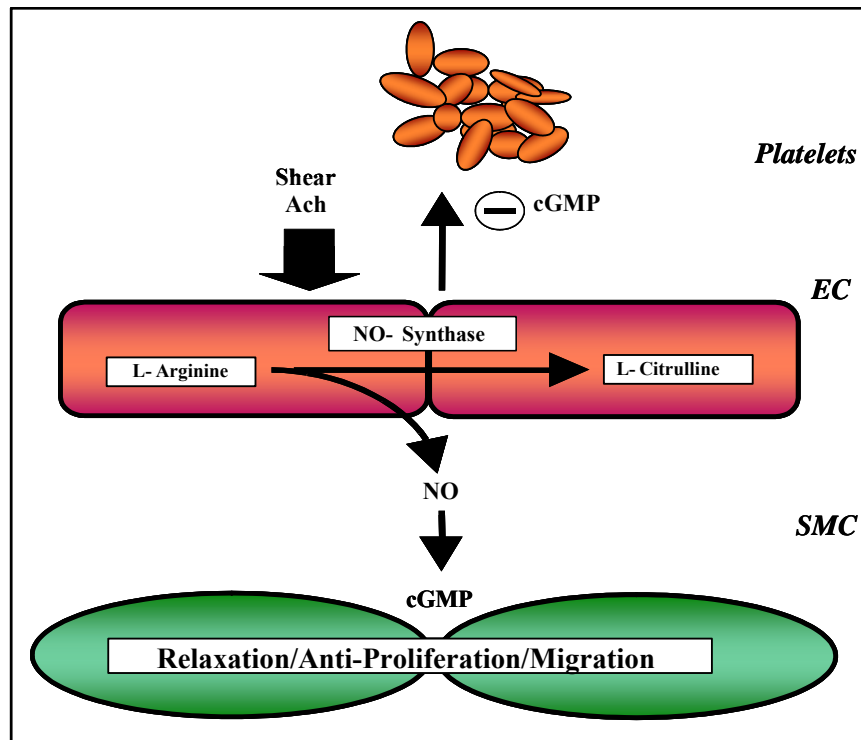 Platelets
Shear
Ach
cGMP
EC
NO- Synthase
L- Arginine
L- Citrulline
NO
SMC
cGMP
Relaxation/Anti-Proliferation/Migration